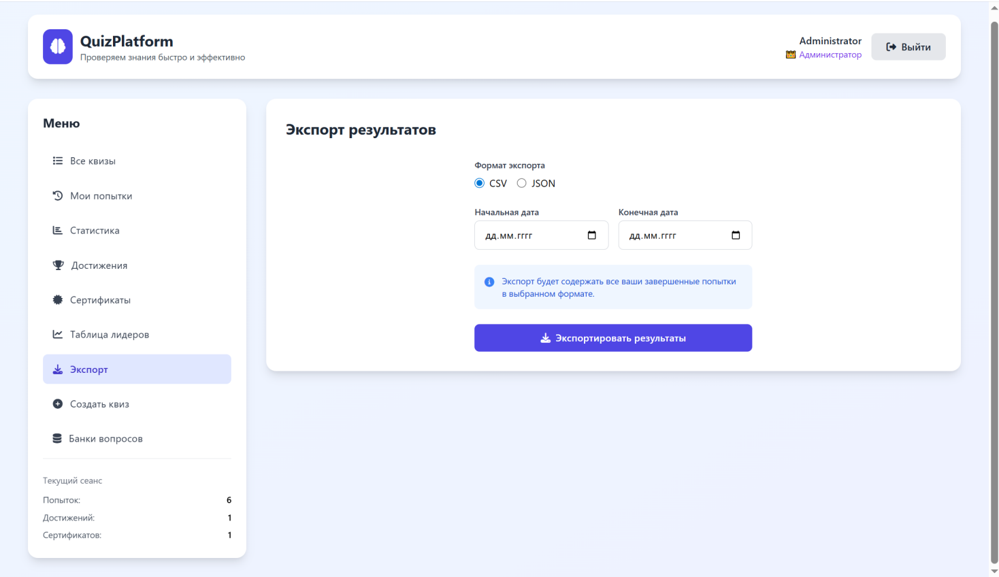 QuizPlatform
Проверяем знания быстро и эффективно
Administrator
Администратор
Выйти
Меню
Все квизы
Мои попытки
Статистика
Достижения
Сертификаты
Таблица лидеров
Экспорт
Создать квиз
Банки вопросов
Текущий сеанс
Попыток: 6
Достижений: 1
Сертификатов: 1
Экспорт результатов
Формат экспорта
CSV JSON
Начальная дата Конечная дата
дд.мм.гггг дд.мм.гггг
Экспорт будет содержать все ваши завершенные попытки
в выбранном формате.
Экспортировать результаты